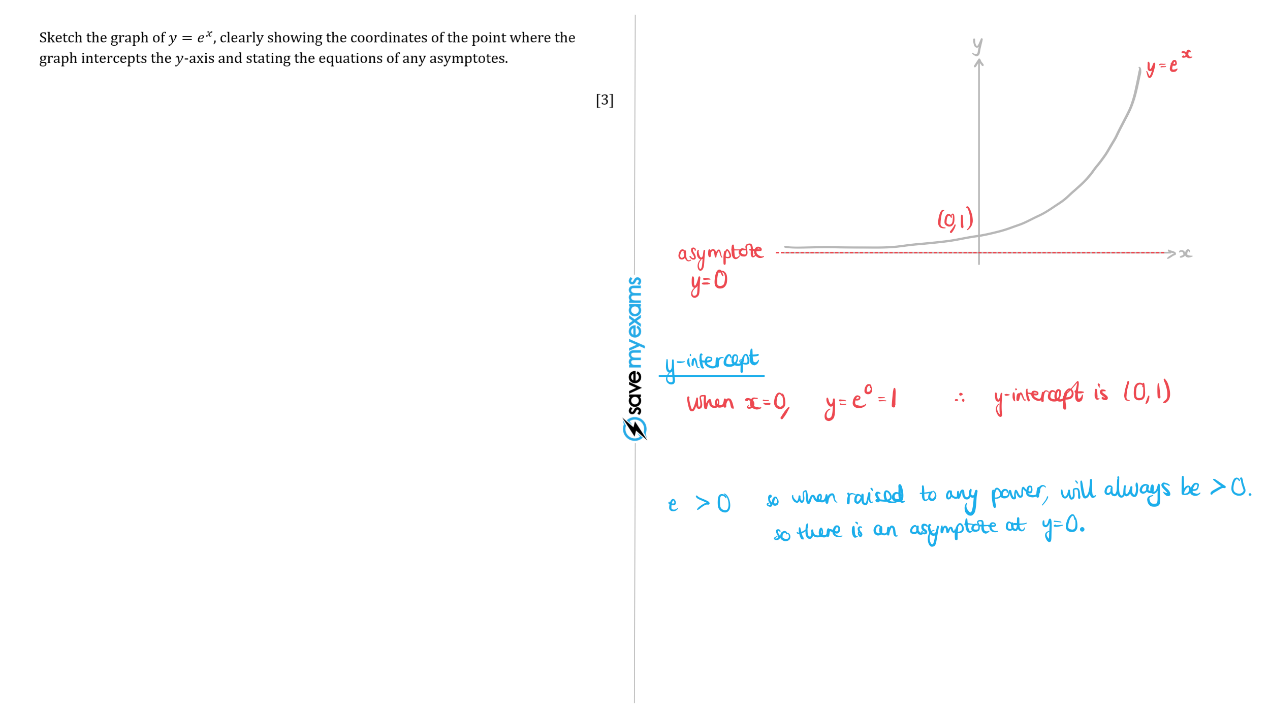 Sketch the graph of y = eˣ, clearly showing the coordinates of the point where the
graph intercepts the y-axis and stating the equations of any asymptotes.
[3]
save my exams
y
y = eˣ
(0,1)
asymptote
y=0
x
y-intercept
When x=0, y=e⁰=1 ∴ y-intercept is (0,1)
e >0 so when raised to any power, will always be >0.
so there is an asymptote at y=0.